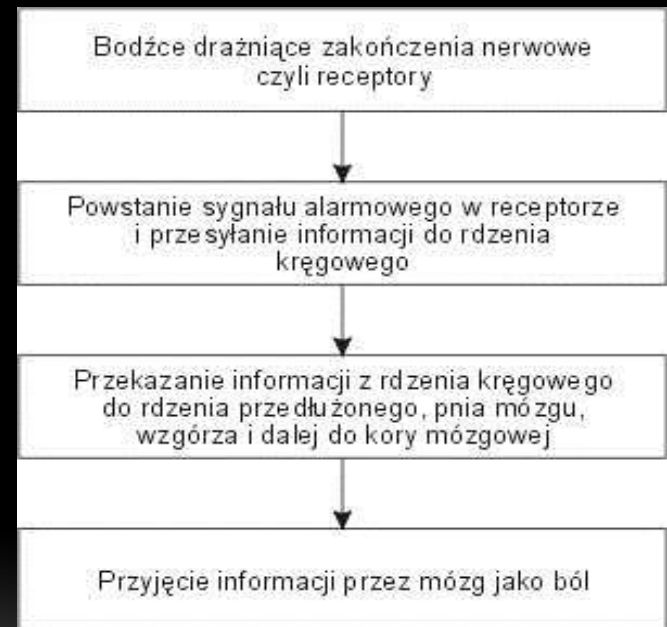 Bodźce drażniące zakończenia nerwowe
czyli receptory
Powstanie sygnału alarmowego w receptorze
i przesyłanie informacji do rdzenia
kręgowego
Przekazanie informacji z rdzenia kręgowego
do rdzenia przedłużonego, pnia mózgu,
wzgórza i dalej do kory mózgowej
Przyjęcie informacji przez mózg jako ból